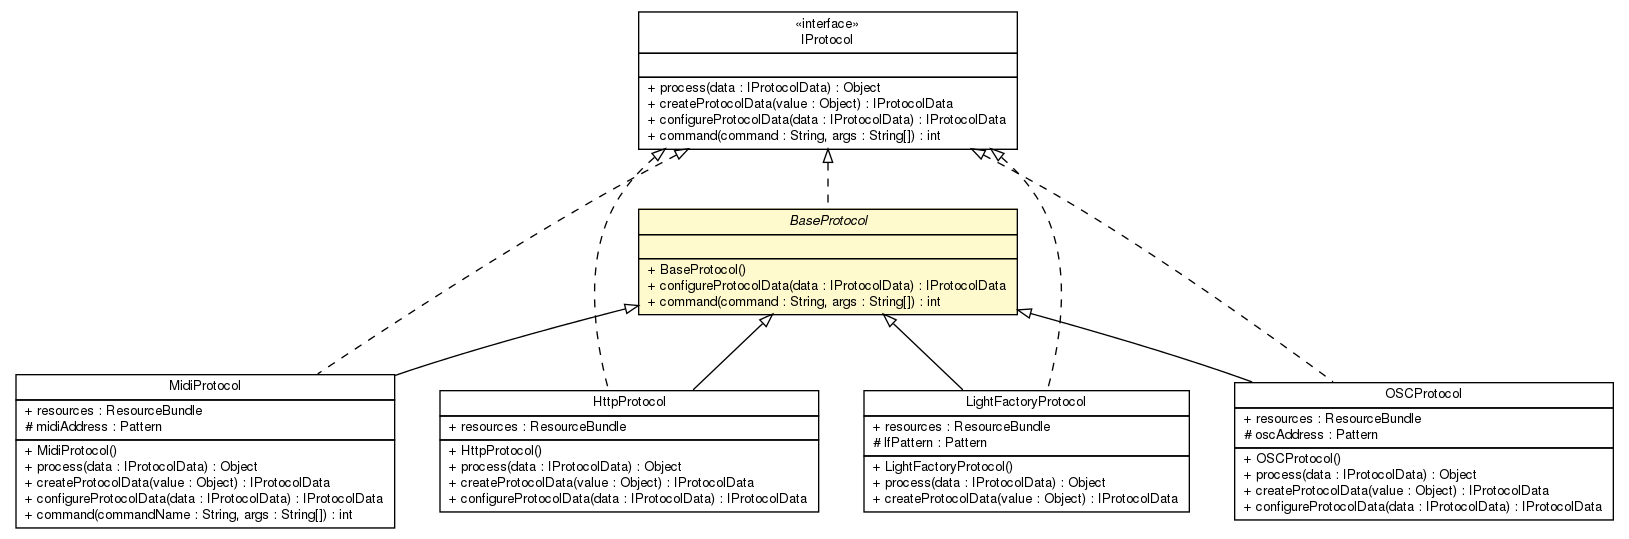 «interface»
IProtocol
+ process(data : IProtocolData) : Object
+ createProtocolData(value : Object) : IProtocolData
+ configureProtocolData(data : IProtocolData) : IProtocolData
+ command(command : String, args : String[]) : int
BaseProtocol
+ BaseProtocol()
+ configureProtocolData(data : IProtocolData) : IProtocolData
+ command(command : String, args : String[]) : int
MidiProtocol
+ resources : ResourceBundle
# midiAddress : Pattern
+ MidiProtocol()
+ process(data : IProtocolData) : Object
+ createProtocolData(value : Object) : IProtocolData
+ configureProtocolData(data : IProtocolData) : IProtocolData
+ command(commandName : String, args : String[]) : int
HttpProtocol
+ resources : ResourceBundle
+ HttpProtocol()
+ process(data : IProtocolData) : Object
+ createProtocolData(value : Object) : IProtocolData
+ configureProtocolData(data : IProtocolData) : IProtocolData
LightFactoryProtocol
+ resources : ResourceBundle
# lfPattern : Pattern
+ LightFactoryProtocol()
+ process(data : IProtocolData) : Object
+ createProtocolData(value : Object) : IProtocolData
OSCProtocol
+ resources : ResourceBundle
# oscAddress : Pattern
+ OSCProtocol()
+ process(data : IProtocolData) : Object
+ createProtocolData(value : Object) : IProtocolData
+ configureProtocolData(data : IProtocolData) : IProtocolData